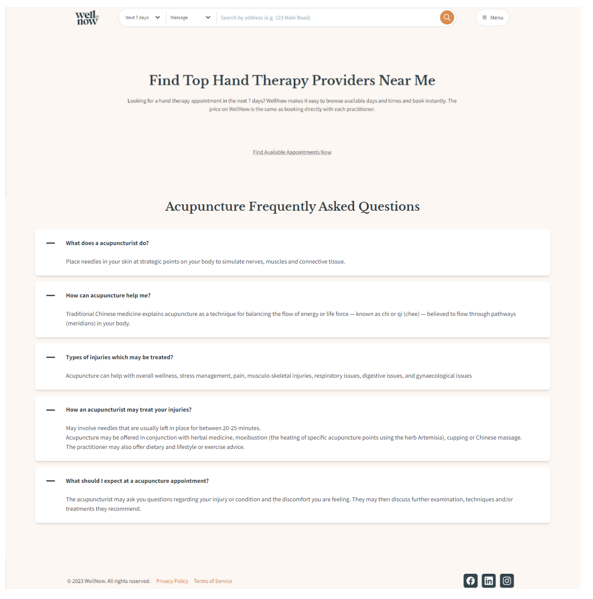 well
now
Next 7 days
Massage
Search by address (e.g. 123 Main Road)
Menu
Find Top Hand Therapy Providers Near Me
Looking for a hand therapy appointment in the next 7 days? WellNow makes it easy to browse available days and times and book instantly. The
price on WellNow is the same as booking directly with each practitioner.
Find Available Appointments Now
Acupuncture Frequently Asked Questions
What does a acupuncturist do?
Place needles in your skin at strategic points on your body to simulate nerves, muscles and connective tissue.
How can acupuncture help me?
Traditional Chinese medicine explains acupuncture as a technique for balancing the flow of energy or life force — known as chi or qi (chee) — believed to flow through pathways
(meridians) in your body.
Types of injuries which may be treated?
Acupuncture can help with overall wellness, stress management, pain, musculo-skeletal injuries, respiratory issues, digestive issues, and gynaecological issues
How an acupuncturist may treat your injuries?
May involve needles that are usually left in place for between 20-25 minutes.
Acupuncture may be offered in conjunction with herbal medicine, moxibustion (the heating of specific acupuncture points using the herb Artemisia), cupping or Chinese massage.
The practitioner may also offer dietary and lifestyle or exercise advice.
What should I expect at a acupuncture appointment?
The acupuncturist may ask you questions regarding your injury or condition and the discomfort you are feeling. They may then discuss further examination, techniques and/or
treatments they recommend.
© 2023 WellNow. All rights reserved. Privacy Policy Terms of Service